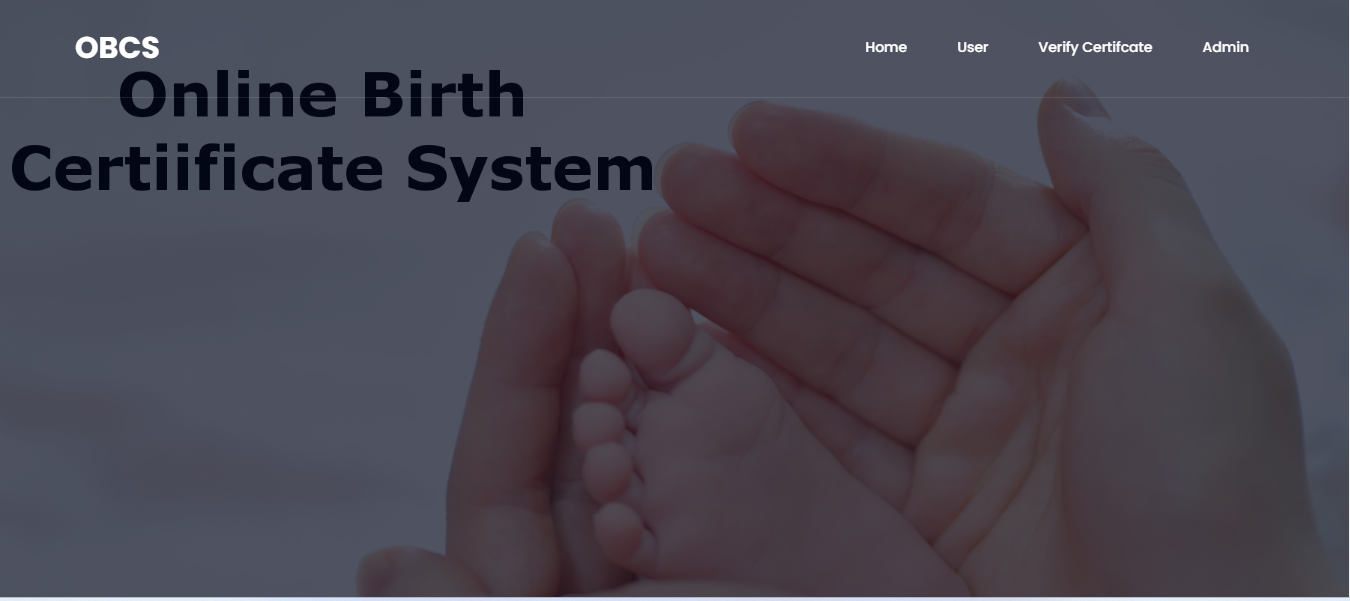 OBCS
Home User Verify Certifcate Admin
Online Birth
Certiificate System